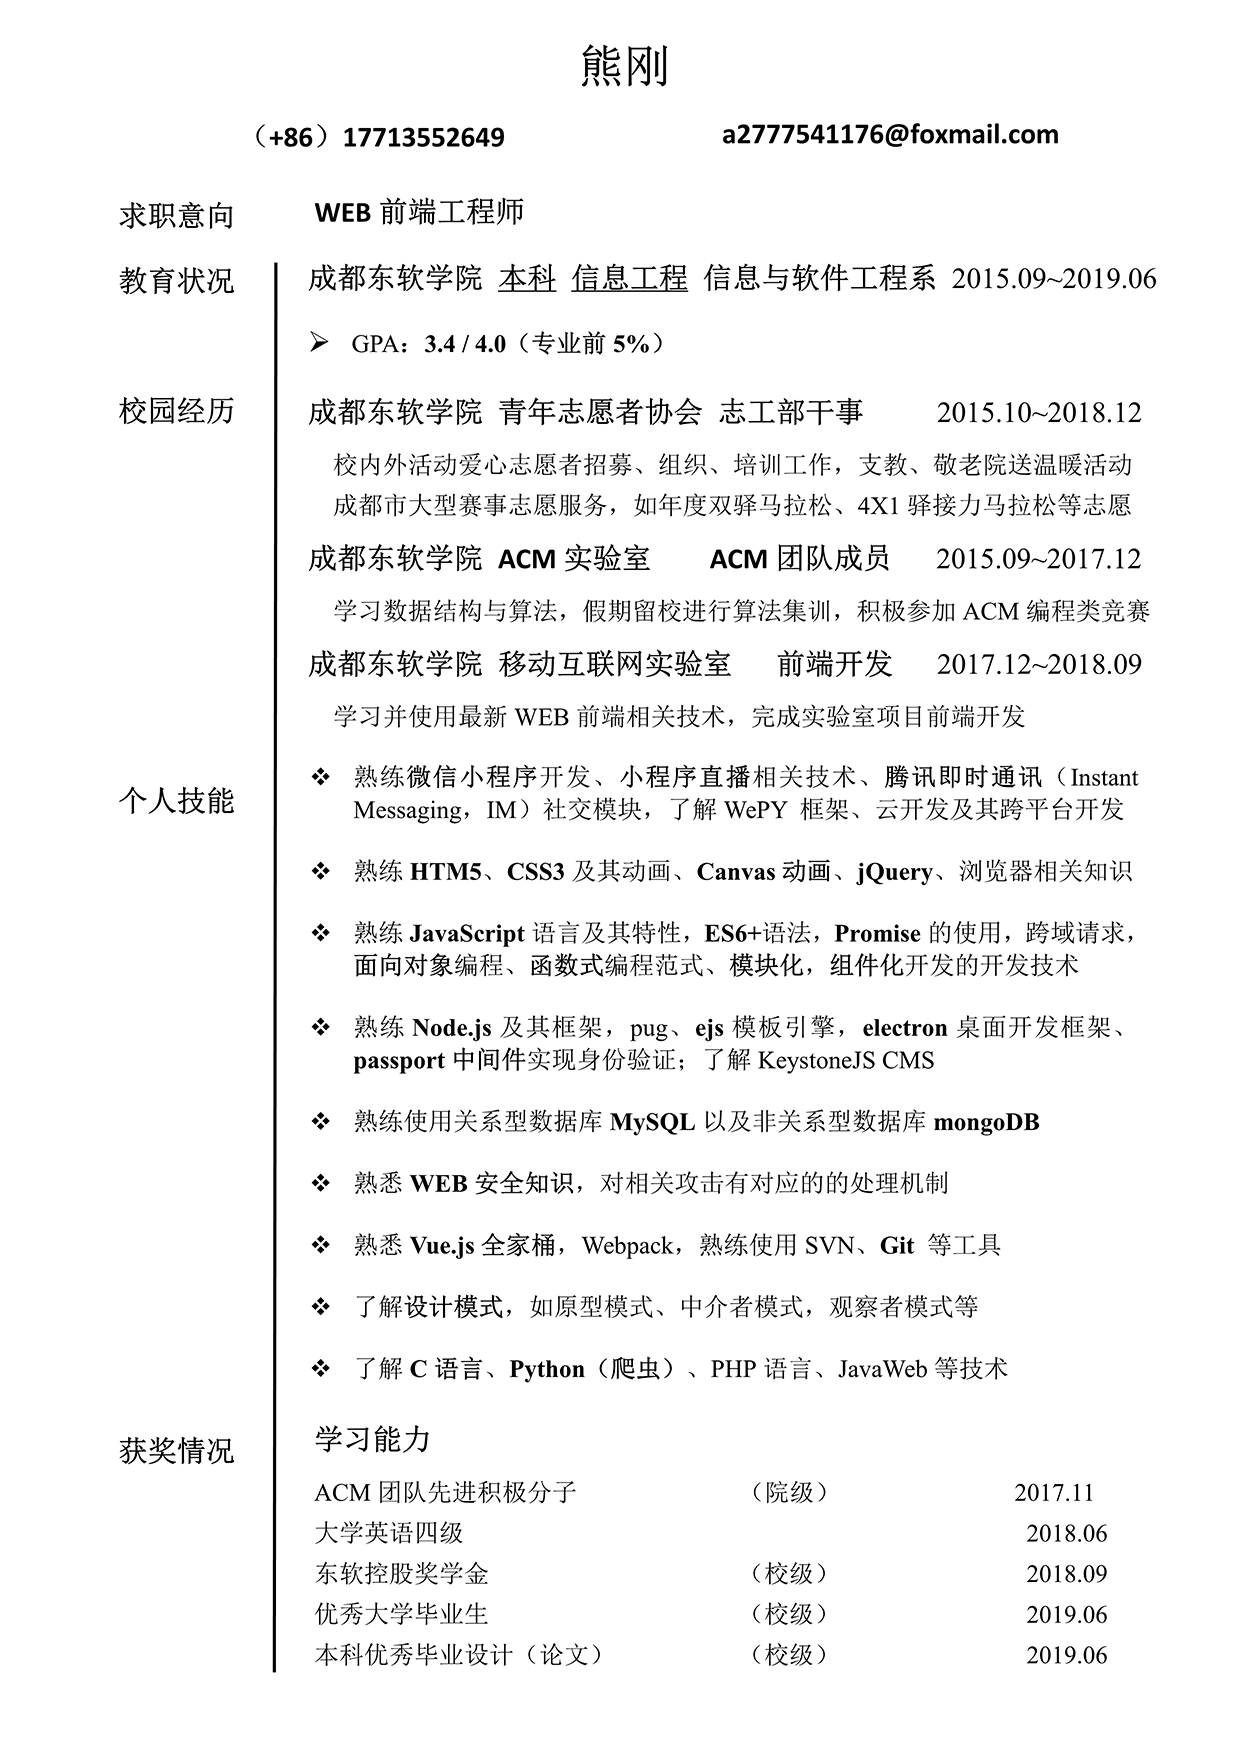 熊刚
（+86）17713552649 a2777541176@foxmail.com
求职意向 WEB 前端工程师
教育状况 成都东软学院 本科 信息工程 信息与软件工程系 2015.09~2019.06
➢ GPA：3.4 / 4.0（专业前 5%）
校园经历 成都东软学院 青年志愿者协会 志工部干事 2015.10~2018.12
校内外活动爱心志愿者招募、组织、培训工作，支教、敬老院送温暖活动
成都市大型赛事志愿服务，如年度双驿马拉松、4X1 驿接力马拉松等志愿
成都东软学院 ACM 实验室 ACM 团队成员 2015.09~2017.12
学习数据结构与算法，假期留校进行算法集训，积极参加 ACM 编程类竞赛
成都东软学院 移动互联网实验室 前端开发 2017.12~2018.09
学习并使用最新 WEB 前端相关技术，完成实验室项目前端开发
个人技能
❖ 熟练微信小程序开发、小程序直播相关技术、腾讯即时通讯（Instant
Messaging，IM）社交模块，了解 WePY 框架、云开发及其跨平台开发
❖ 熟练 HTM5、CSS3 及其动画、Canvas 动画、jQuery、浏览器相关知识
❖ 熟练 JavaScript 语言及其特性，ES6+语法，Promise 的使用，跨域请求，
面向对象编程、函数式编程范式、模块化，组件化开发的开发技术
❖ 熟练 Node.js 及其框架，pug、ejs 模板引擎，electron 桌面开发框架、
passport 中间件实现身份验证；了解 KeystoneJS CMS
❖ 熟练使用关系型数据库 MySQL 以及非关系型数据库 mongoDB
❖ 熟悉 WEB 安全知识，对相关攻击有对应的的处理机制
❖ 熟悉 Vue.js 全家桶，Webpack，熟练使用 SVN、Git 等工具
❖ 了解设计模式，如原型模式、中介者模式，观察者模式等
❖ 了解 C 语言、Python（爬虫）、PHP 语言、JavaWeb 等技术
获奖情况 学习能力
ACM 团队先进积极分子 （院级） 2017.11
大学英语四级 2018.06
东软控股奖学金 （校级） 2018.09
优秀大学毕业生 （校级） 2019.06
本科优秀毕业设计（论文） （校级） 2019.06